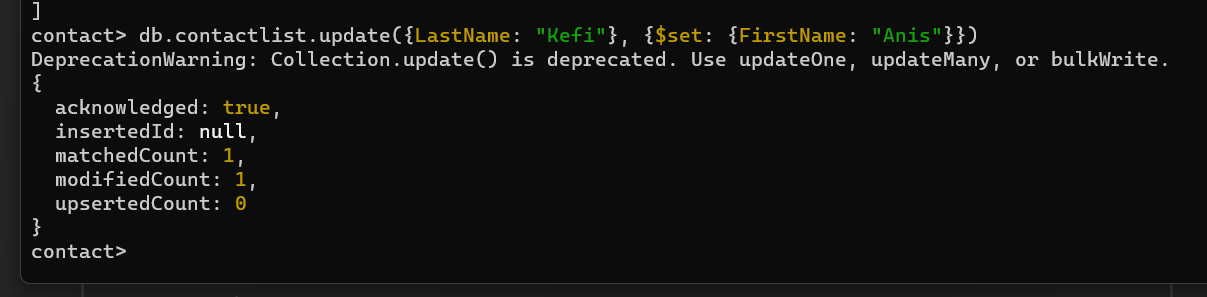 ]
contact> db.contactlist.update({LastName: "Kefi"}, {$set: {FirstName: "Anis"}})
DeprecationWarning: Collection.update() is deprecated. Use updateOne, updateMany, or bulkWrite.
{
  acknowledged: true,
  insertedId: null,
  matchedCount: 1,
  modifiedCount: 1,
  upsertedCount: 0
}
contact>